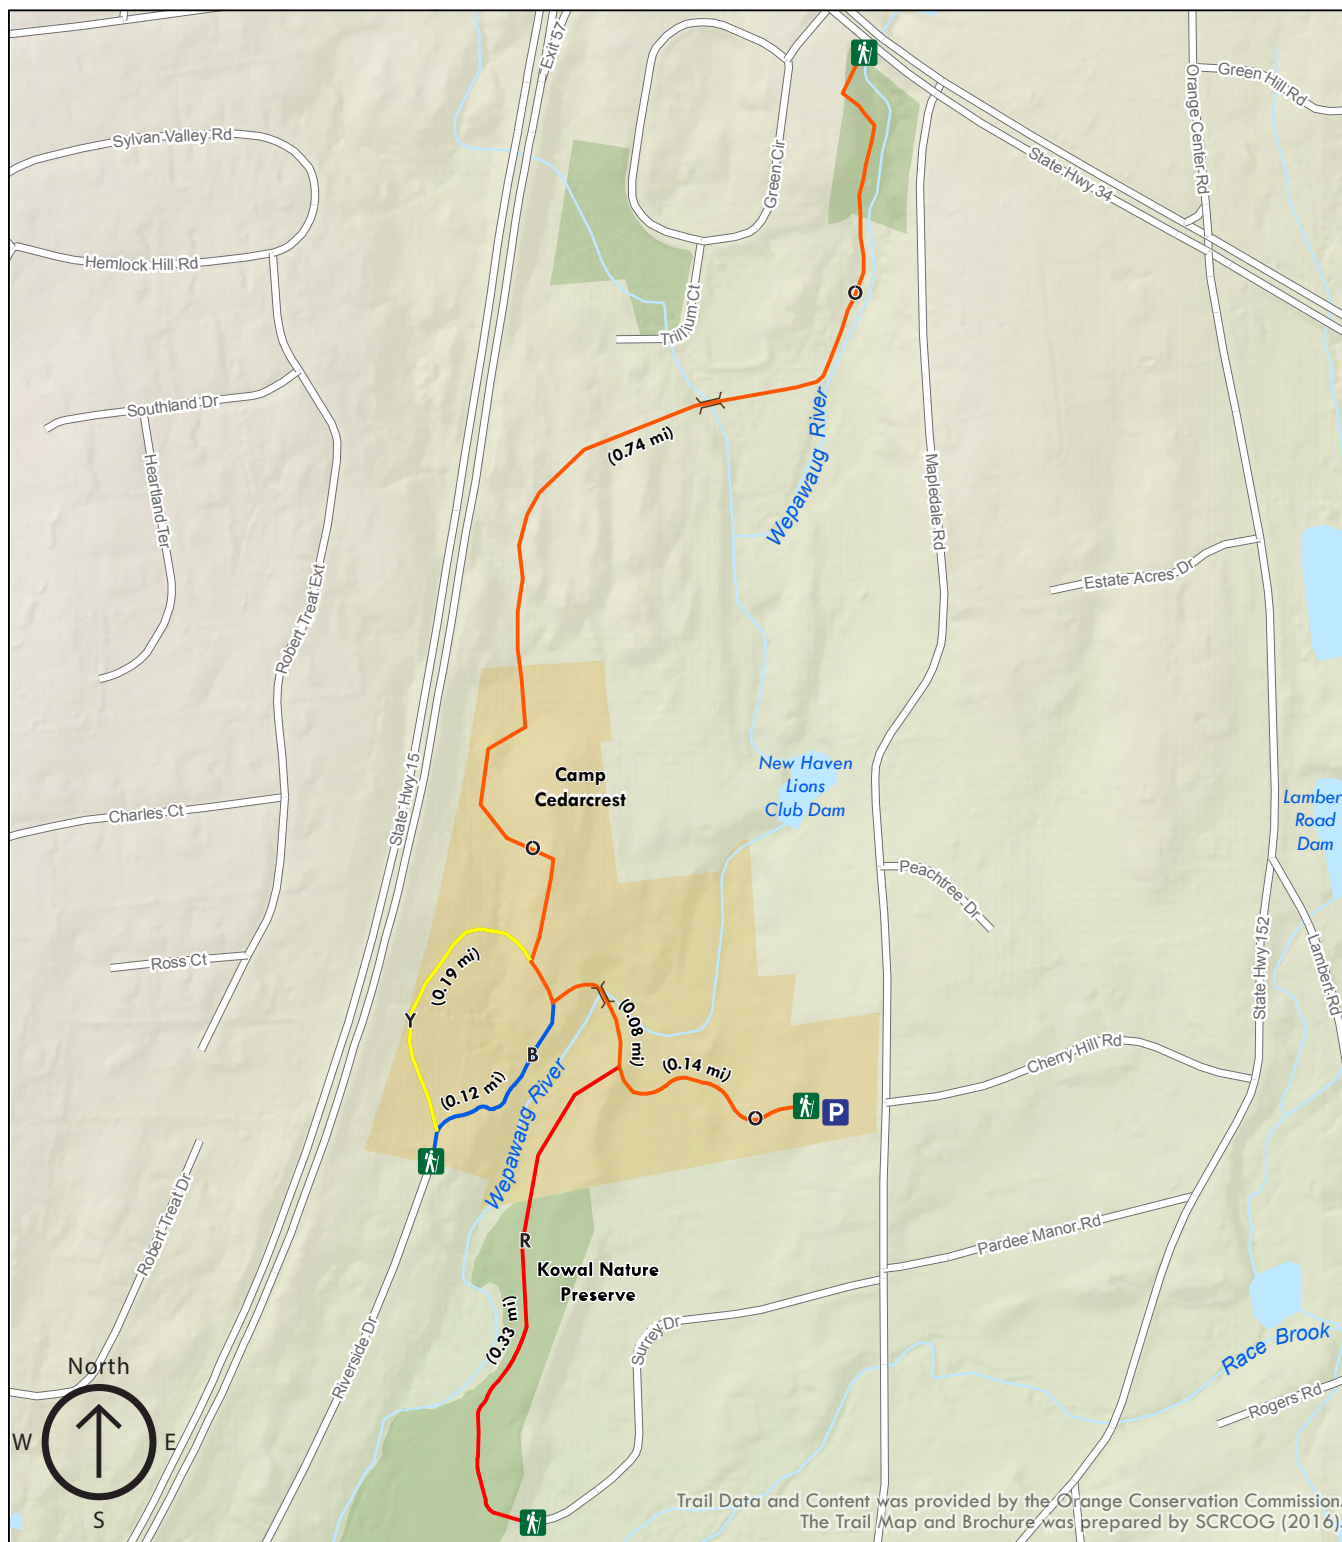 Exit 57
Green Hill Rd
Orange Center Rd
Sylvan Valley Rd
State Hwy 34
Green Cir
Hemlock Hill Rd
O
Trillium Ct
Southland Dr
(0.74 mi)
Wepawaug River
Heartland Ter
Mapledale Rd
Estate Acres Dr
Robert Treat Ext
Camp
Cedarcrest
New Haven
Lions
Club Dam
State Hwy 15
Charles Ct
Lamber
Road
Dam
O
Peachtree Dr
Ross Ct
(0.19 mi)
State Hwy 152
Lambert Rd
Y
(0.08 mi)
B
Cherry Hill Rd
(0.14 mi)
(0.12 mi)
O
P
Wepawaug River
Robert Treat Dr
R
Pardee Manor Rd
Kowal Nature
Preserve
(0.33 mi)
Surrey Dr
Riverside Dr
Race Brook
Rogers Rd
North
W
E
S
Trail Data and Content was provided by the Orange Conservation Commission.
The Trail Map and Brochure was prepared by SCRCOG (2016).